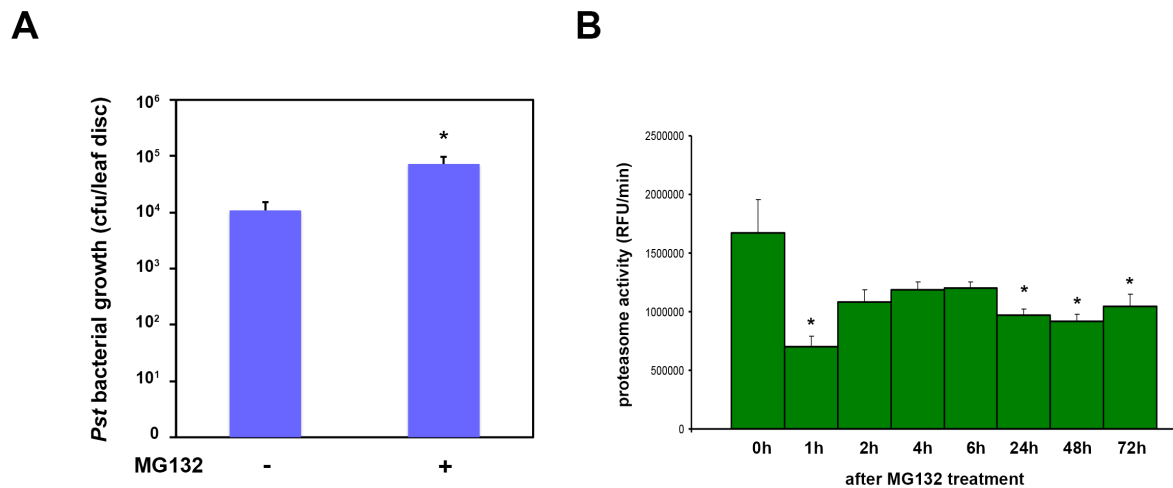 A
B
Pst bacterial growth (cfu/leaf disc)
10⁶
10⁵
10⁴
10³
10²
10¹
0
*
MG132 - +
proteasome activity (RFU/min)
2500000
2000000
1500000
1000000
500000
0
* * * *
0h 1h 2h 4h 6h 24h 48h 72h
after MG132 treatment